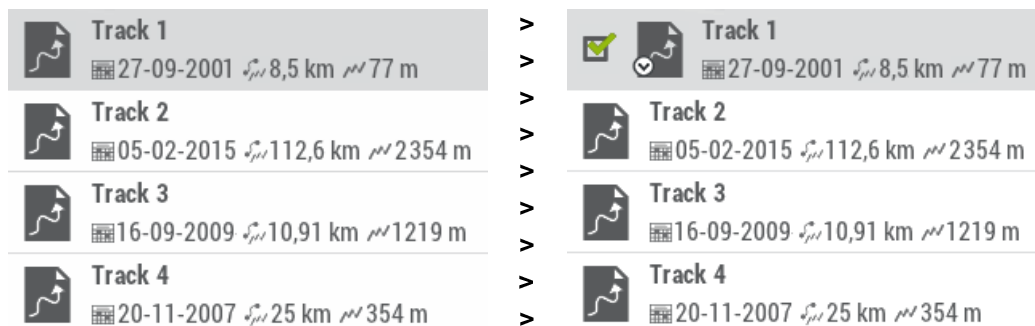 Track 1
27-09-2001 8,5 km 77 m
Track 2
05-02-2015 112,6 km 2354 m
Track 3
16-09-2009 10,91 km 1219 m
Track 4
20-11-2007 25 km 354 m
>
>
>
>
>
>
>
>
>
Track 1
27-09-2001 8,5 km 77 m
Track 2
05-02-2015 112,6 km 2354 m
Track 3
16-09-2009 10,91 km 1219 m
Track 4
20-11-2007 25 km 354 m